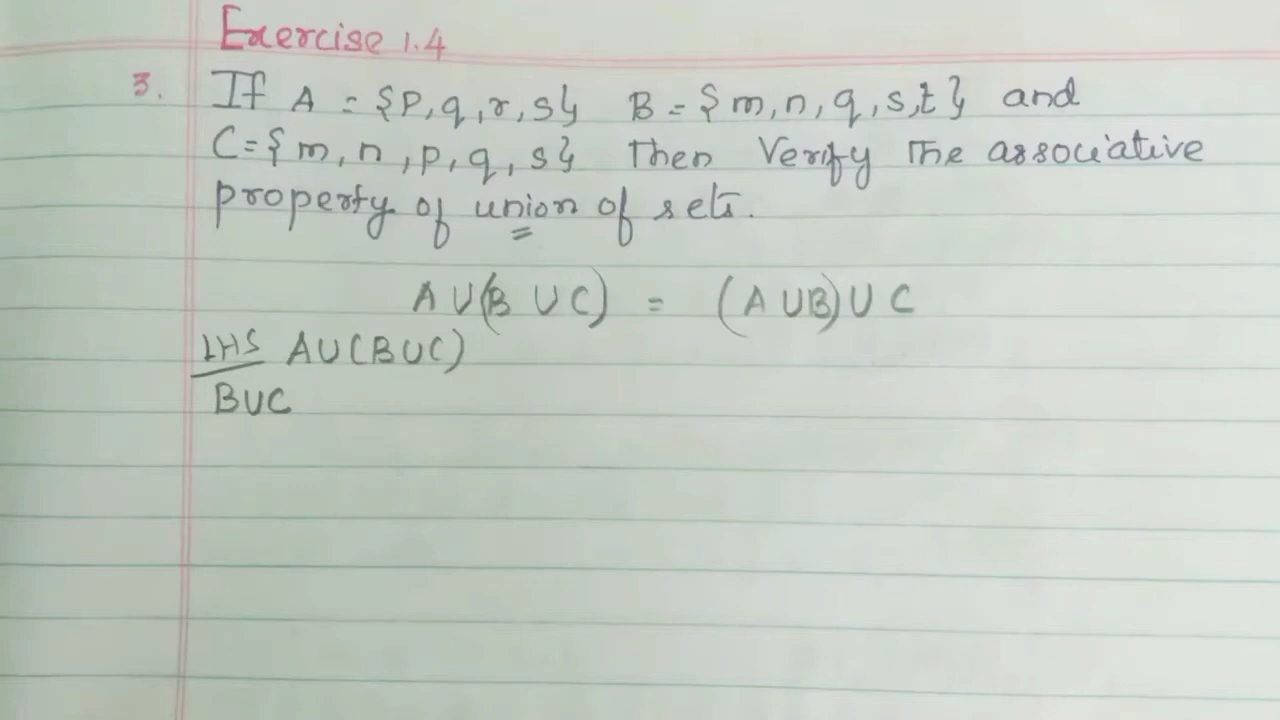 Exercise 1.4
3. If A = {p, q, r, s} B = {m, n, q, s, t} and
C = {m, n, p, q, s} Then Verify The associative
property of union of sets.
A∪(B∪C) = (A∪B)∪C
LHS A∪(B∪C)
B∪C